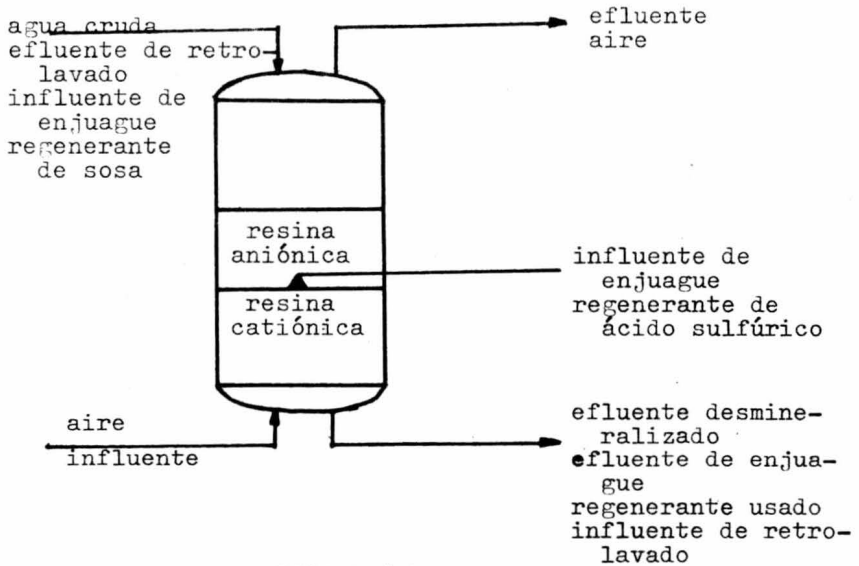 agua cruda
efluente de retro-
lavado
influente de
enjuague
regenerante
de sosa
efluente
aire
resina
aniónica
resina
catiónica
influente de
enjuague
regenerante de
ácido sulfúrico
aire
influente
efluente desmine-
ralizado
efluente de enjua-
gue
regenerante usado
influente de retro-
lavado